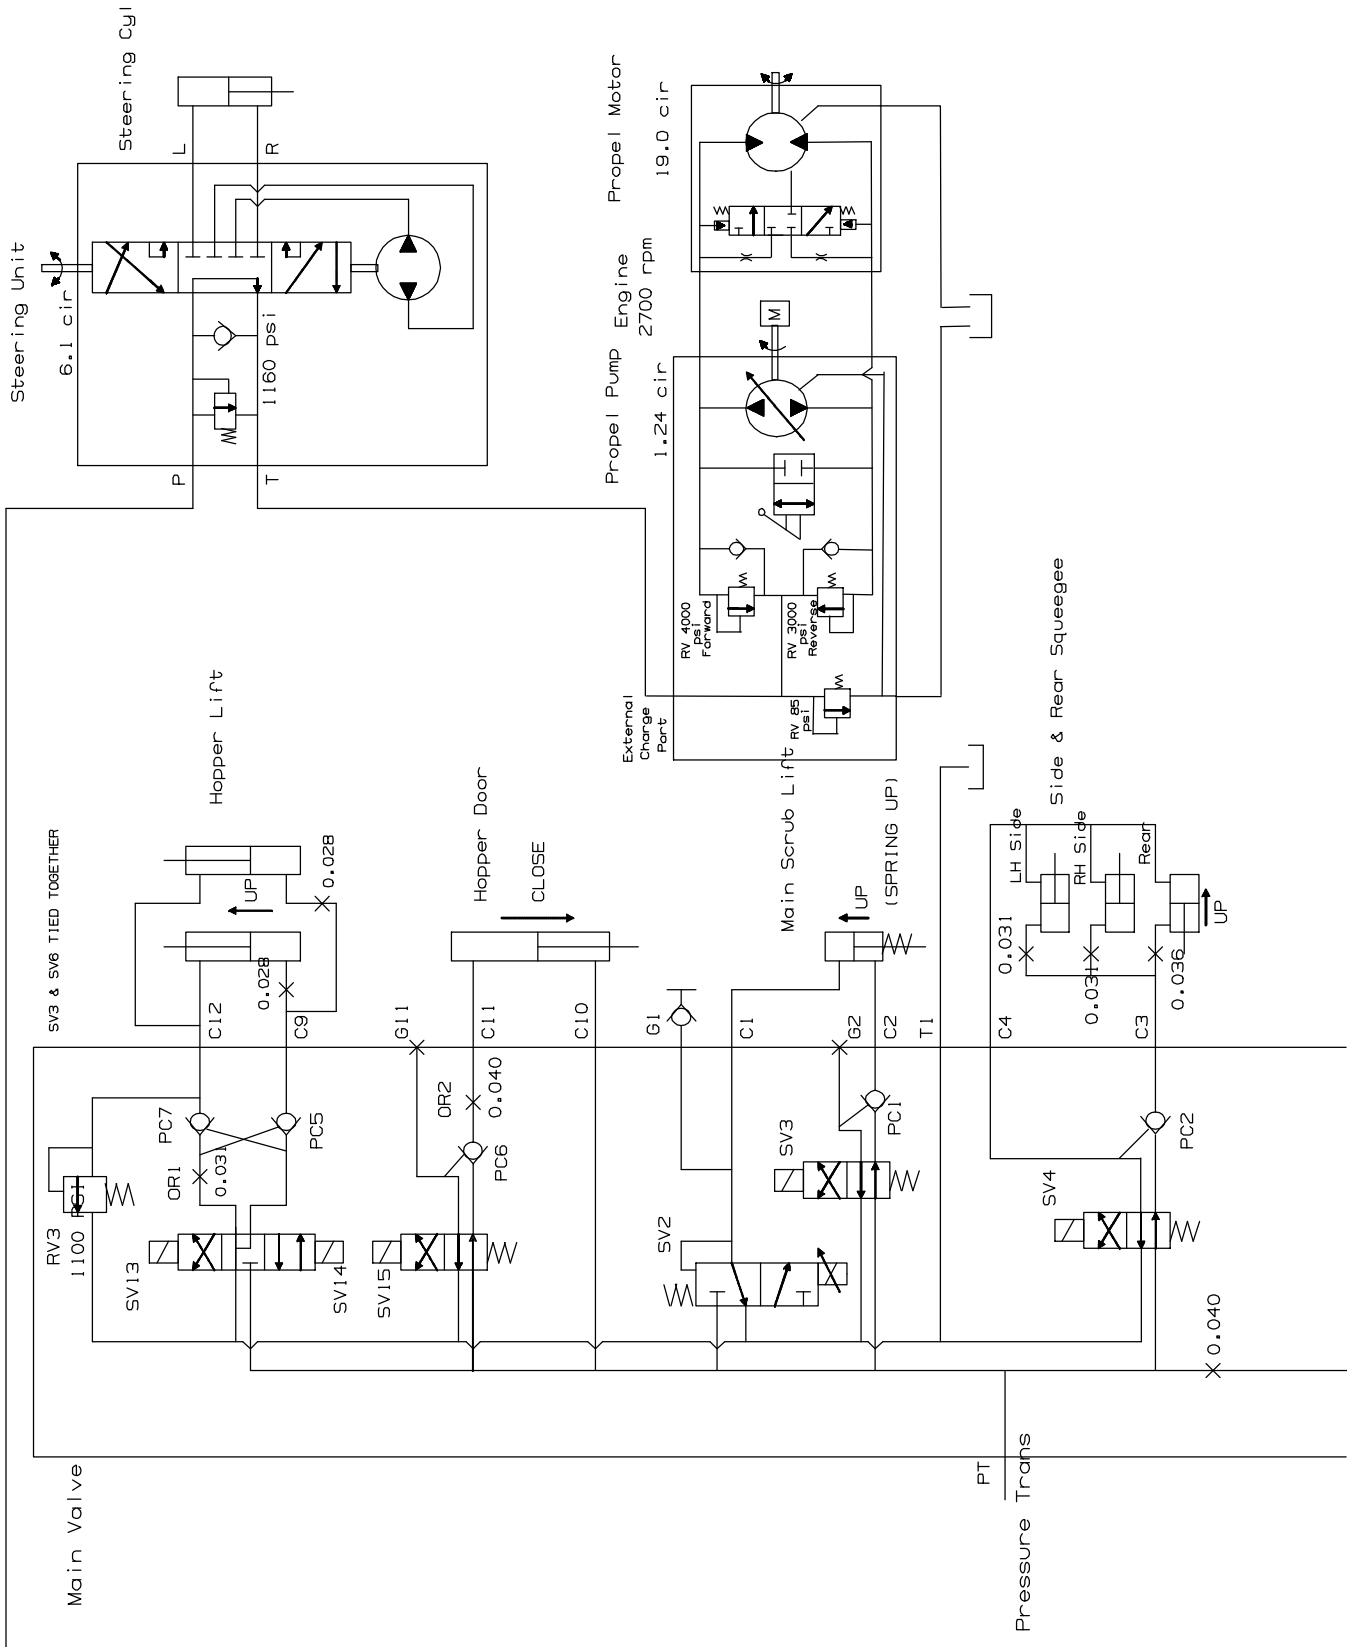 Steering Cyl
L
R
Steering Unit
6.1 cir
1160 psi
P
T
Propel Motor
19.0 cir
Engine
2700 rpm
M
Propel Pump
1.24 cir
RV 4000
psi
Forward
RV 3000
psi
Reverse
RV 85
psi
External
Charge
Port
Hopper Lift
SV3 & SV6 TIED TOGETHER
UP
0.028
0.028
C12
C9
PC7
PC5
OR1
0.031
RV3
1100 PSI
SV13
SV14
Hopper Door
CLOSE
G11
C11
C10
OR2
0.040
PC6
SV15
Main Scrub Lift
UP
(SPRING UP)
G1
C1
G2
C2
T1
SV3
PC1
SV2
Side & Rear Squeegee
LH Side
RH Side
Rear
UP
0.031
0.031
0.036
C4
C3
PC2
SV4
0.040
Main Valve
PT
Pressure Trans